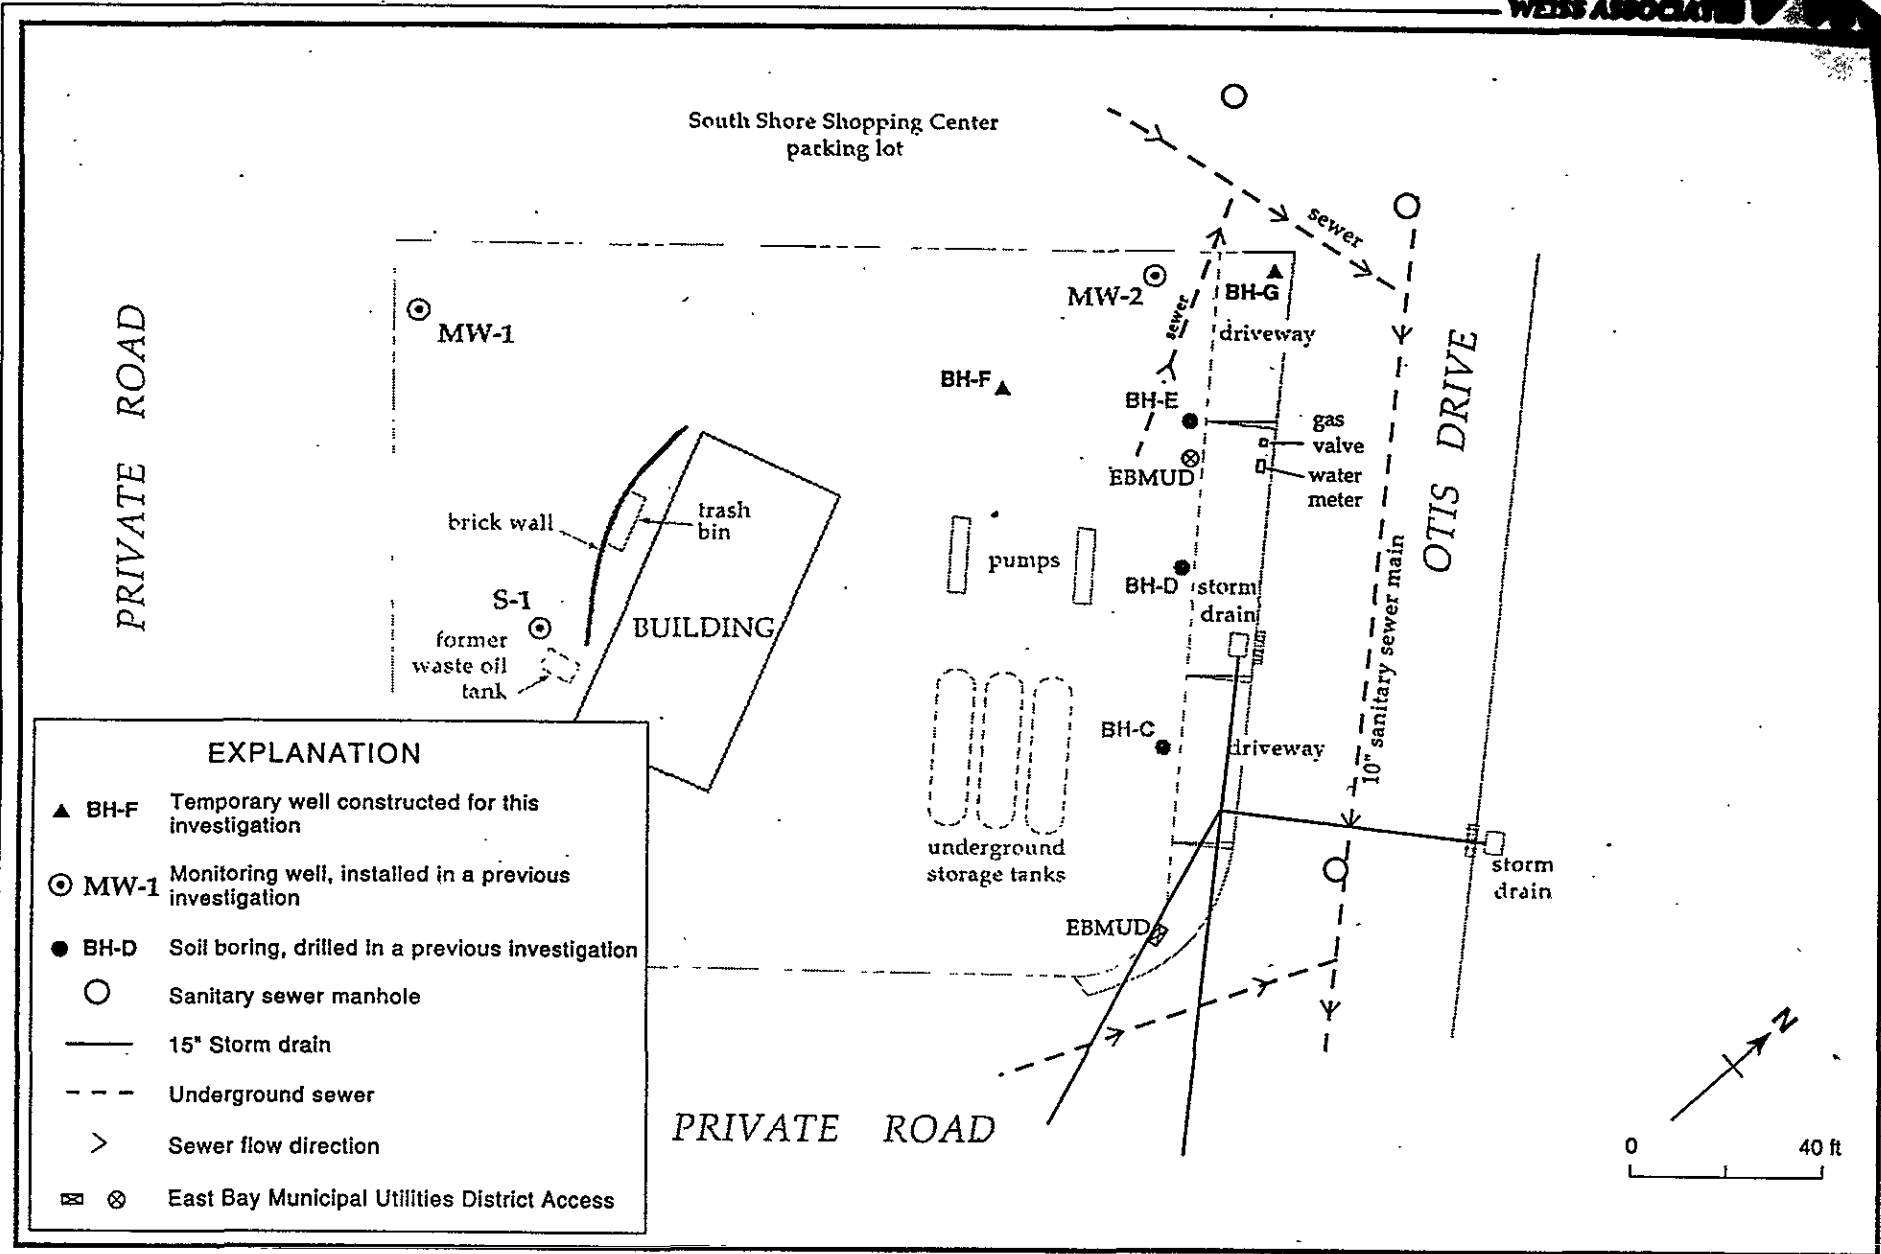 WEISS ASSOCIATES
South Shore Shopping Center
parking lot
sewer
MW-1
MW-2
BH-G
sewer
driveway
PRIVATE ROAD
BH-F
BH-E
gas
valve
OTIS DRIVE
EBMUD
water
meter
brick wall
trash
bin
pumps
BH-D
storm
drain
10" sanitary sewer main
S-1
BUILDING
former
waste oil
tank
BH-C
driveway
underground
storage tanks
storm
drain
EBMUD
PRIVATE ROAD
N
0 40 ft
EXPLANATION
BH-F Temporary well constructed for this
investigation
MW-1 Monitoring well, installed in a previous
investigation
BH-D Soil boring, drilled in a previous investigation
Sanitary sewer manhole
15" Storm drain
Underground sewer
Sewer flow direction
East Bay Municipal Utilities District Access